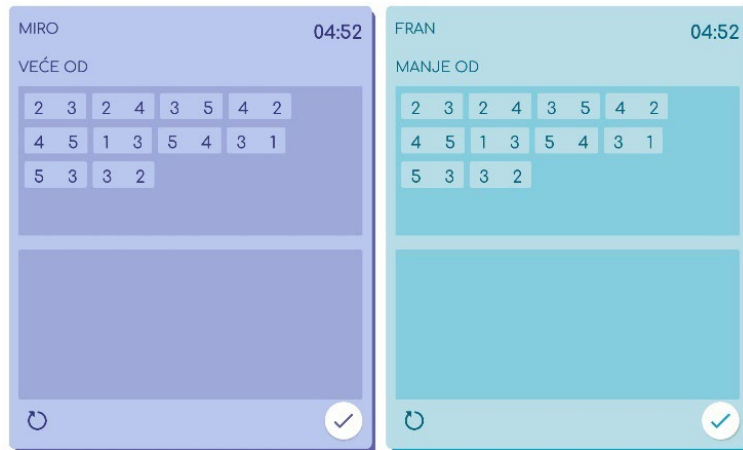 MIRO 04:52
VEĆE OD
2 3 2 4 3 5 4 2
4 5 1 3 5 4 3 1
5 3 3 2
FRAN 04:52
MANJE OD
2 3 2 4 3 5 4 2
4 5 1 3 5 4 3 1
5 3 3 2